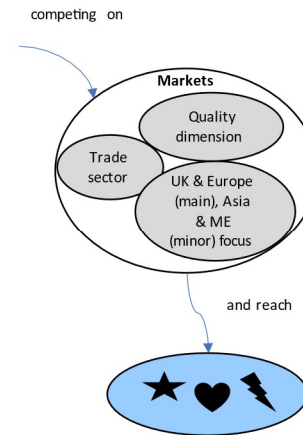 competing on
Markets
Quality
dimension
Trade
sector
UK & Europe
(main), Asia
& ME
(minor) focus
and reach